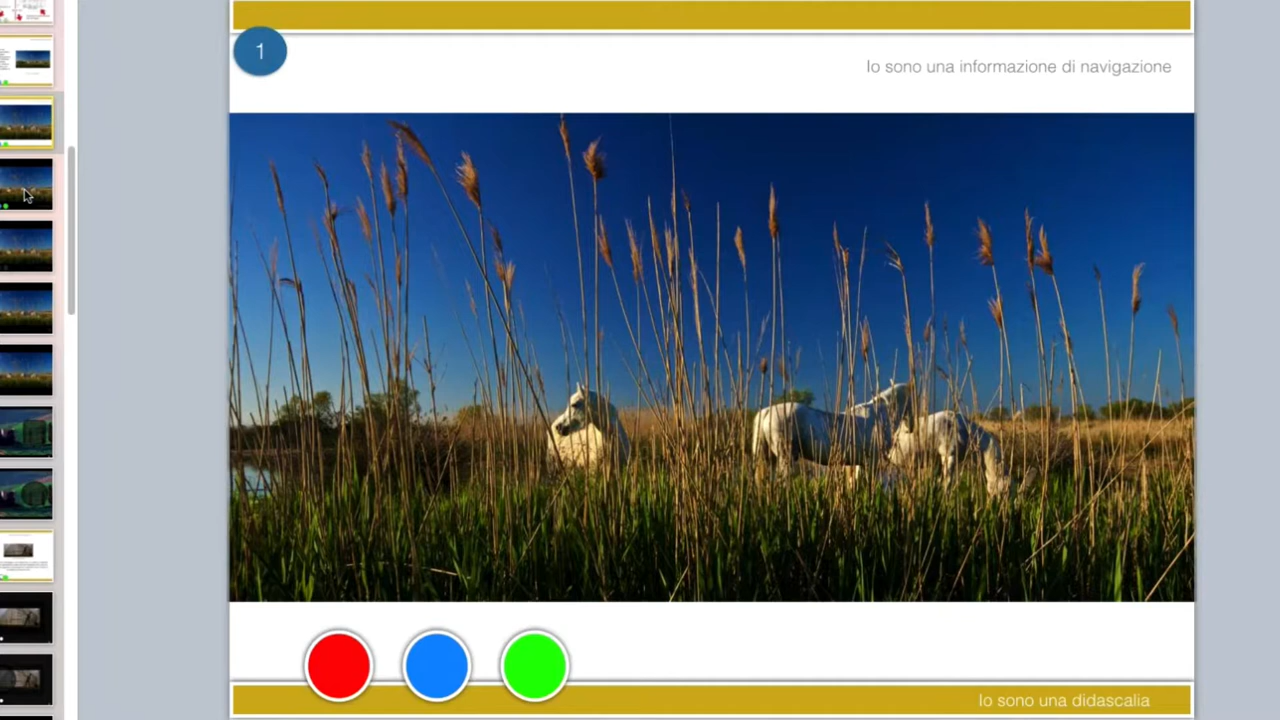 1
Io sono una informazione di navigazione
Io sono una didascalia